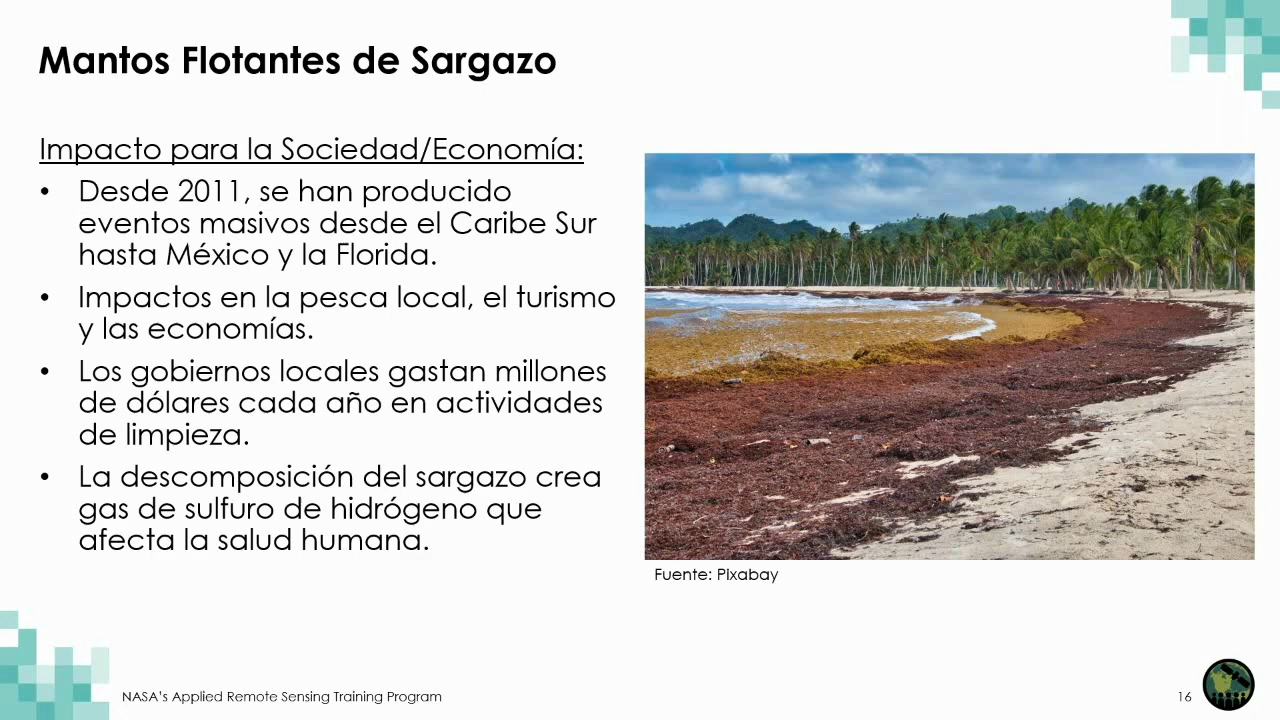 Mantos Flotantes de Sargazo
Impacto para la Sociedad/Economía:
• Desde 2011, se han producido
eventos masivos desde el Caribe Sur
hasta México y la Florida.
• Impactos en la pesca local, el turismo
y las economías.
• Los gobiernos locales gastan millones
de dólares cada año en actividades
de limpieza.
• La descomposición del sargazo crea
gas de sulfuro de hidrógeno que
afecta la salud humana.
Fuente: Pixabay
NASA's Applied Remote Sensing Training Program
16